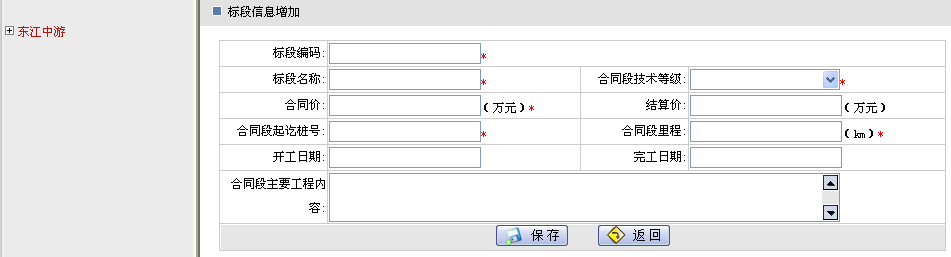 标段信息增加
东江中游
标段编码:*
标段名称:* 合同段技术等级:*
合同价:(万元)* 结算价:(万元)
合同段起讫桩号:* 合同段里程:(km)*
开工日期: 完工日期:
合同段主要工程内
容:
保存 返回